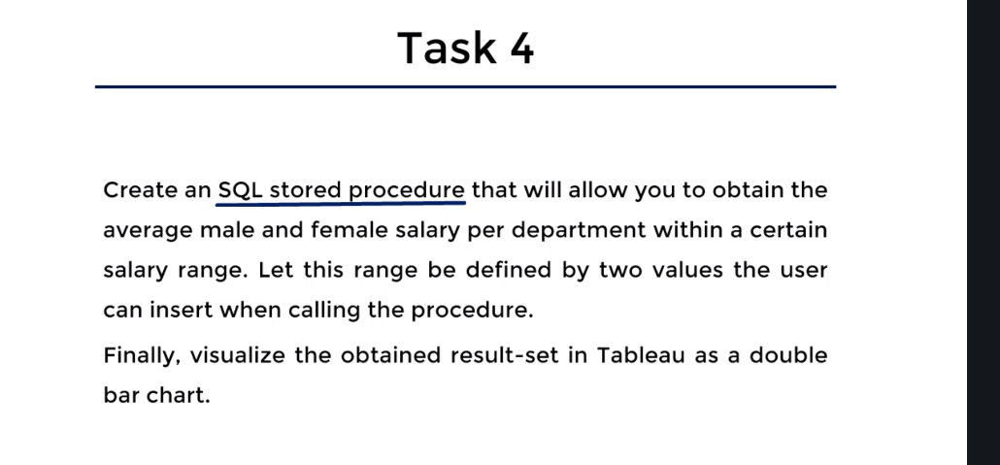 Task 4
Create an SQL stored procedure that will allow you to obtain the
average male and female salary per department within a certain
salary range. Let this range be defined by two values the user
can insert when calling the procedure.
Finally, visualize the obtained result-set in Tableau as a double
bar chart.